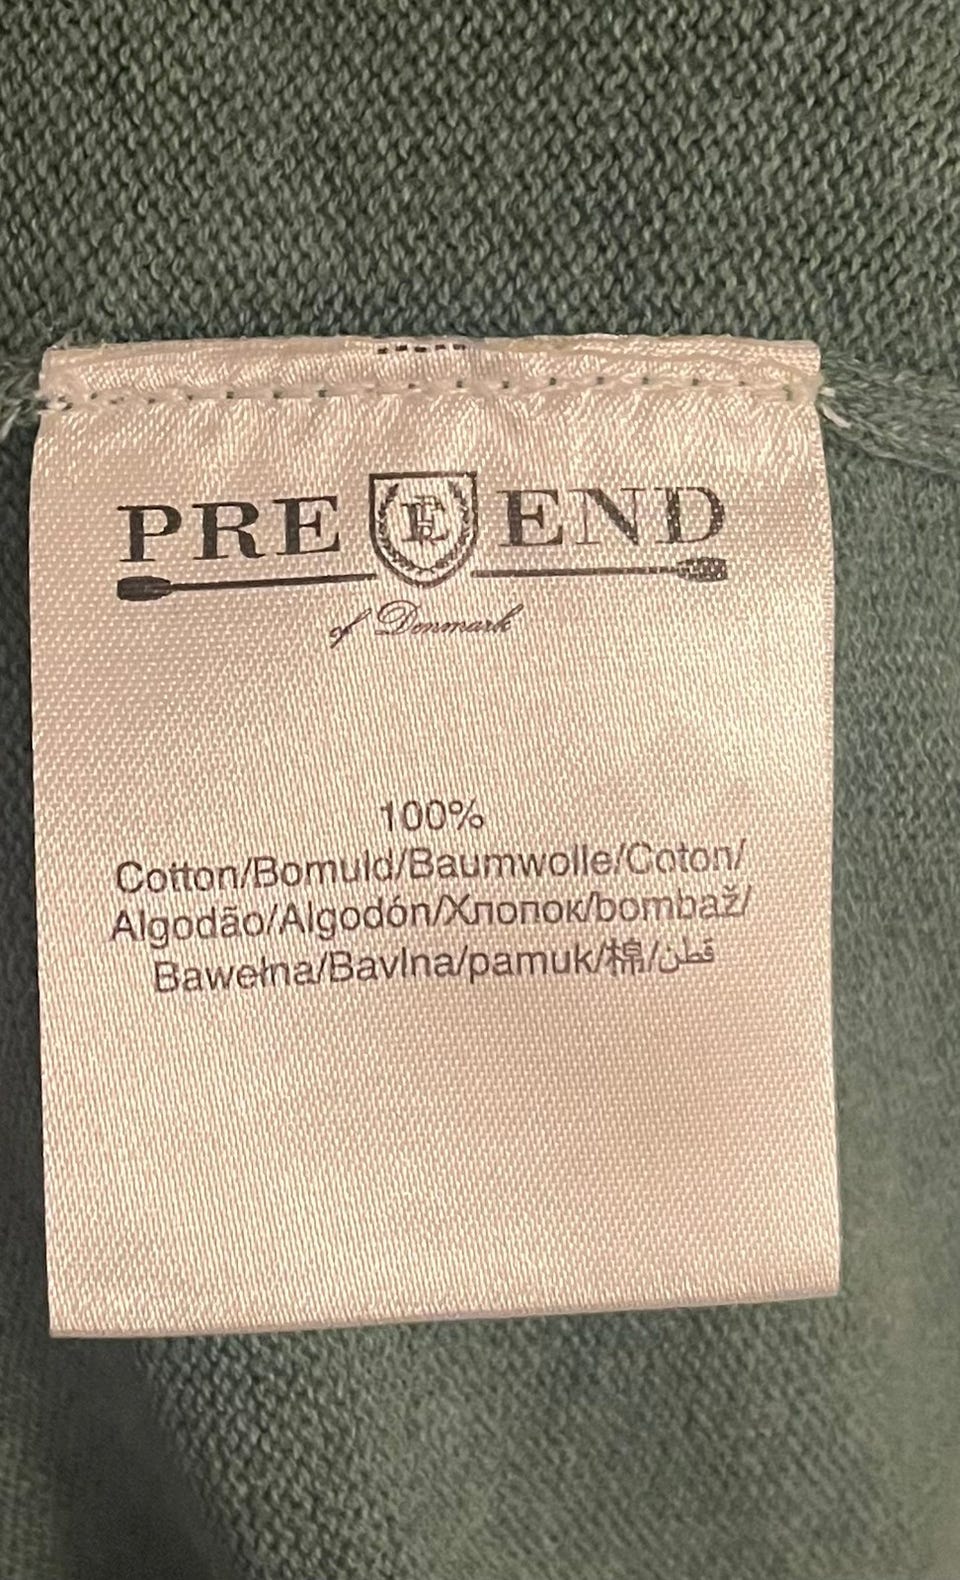 PRE END
of Denmark
100%
Cotton/Bomuld/Baumwolle/Coton/
Algodão/Algodón/Хлопок/bombaž/
Bawełna/Bavlna/pamuk/棉/قطن